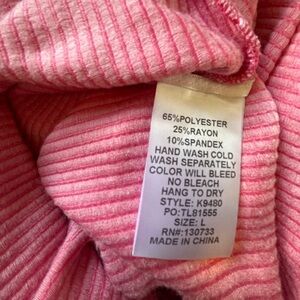 65%POLYESTER
25%RAYON
10%SPANDEX
HAND WASH COLD
WASH SEPARATELY
COLOR WILL BLEED
NO BLEACH
HANG TO DRY
STYLE: K9480
PO:TL81555
SIZE: L
RN#:130733
MADE IN CHINA